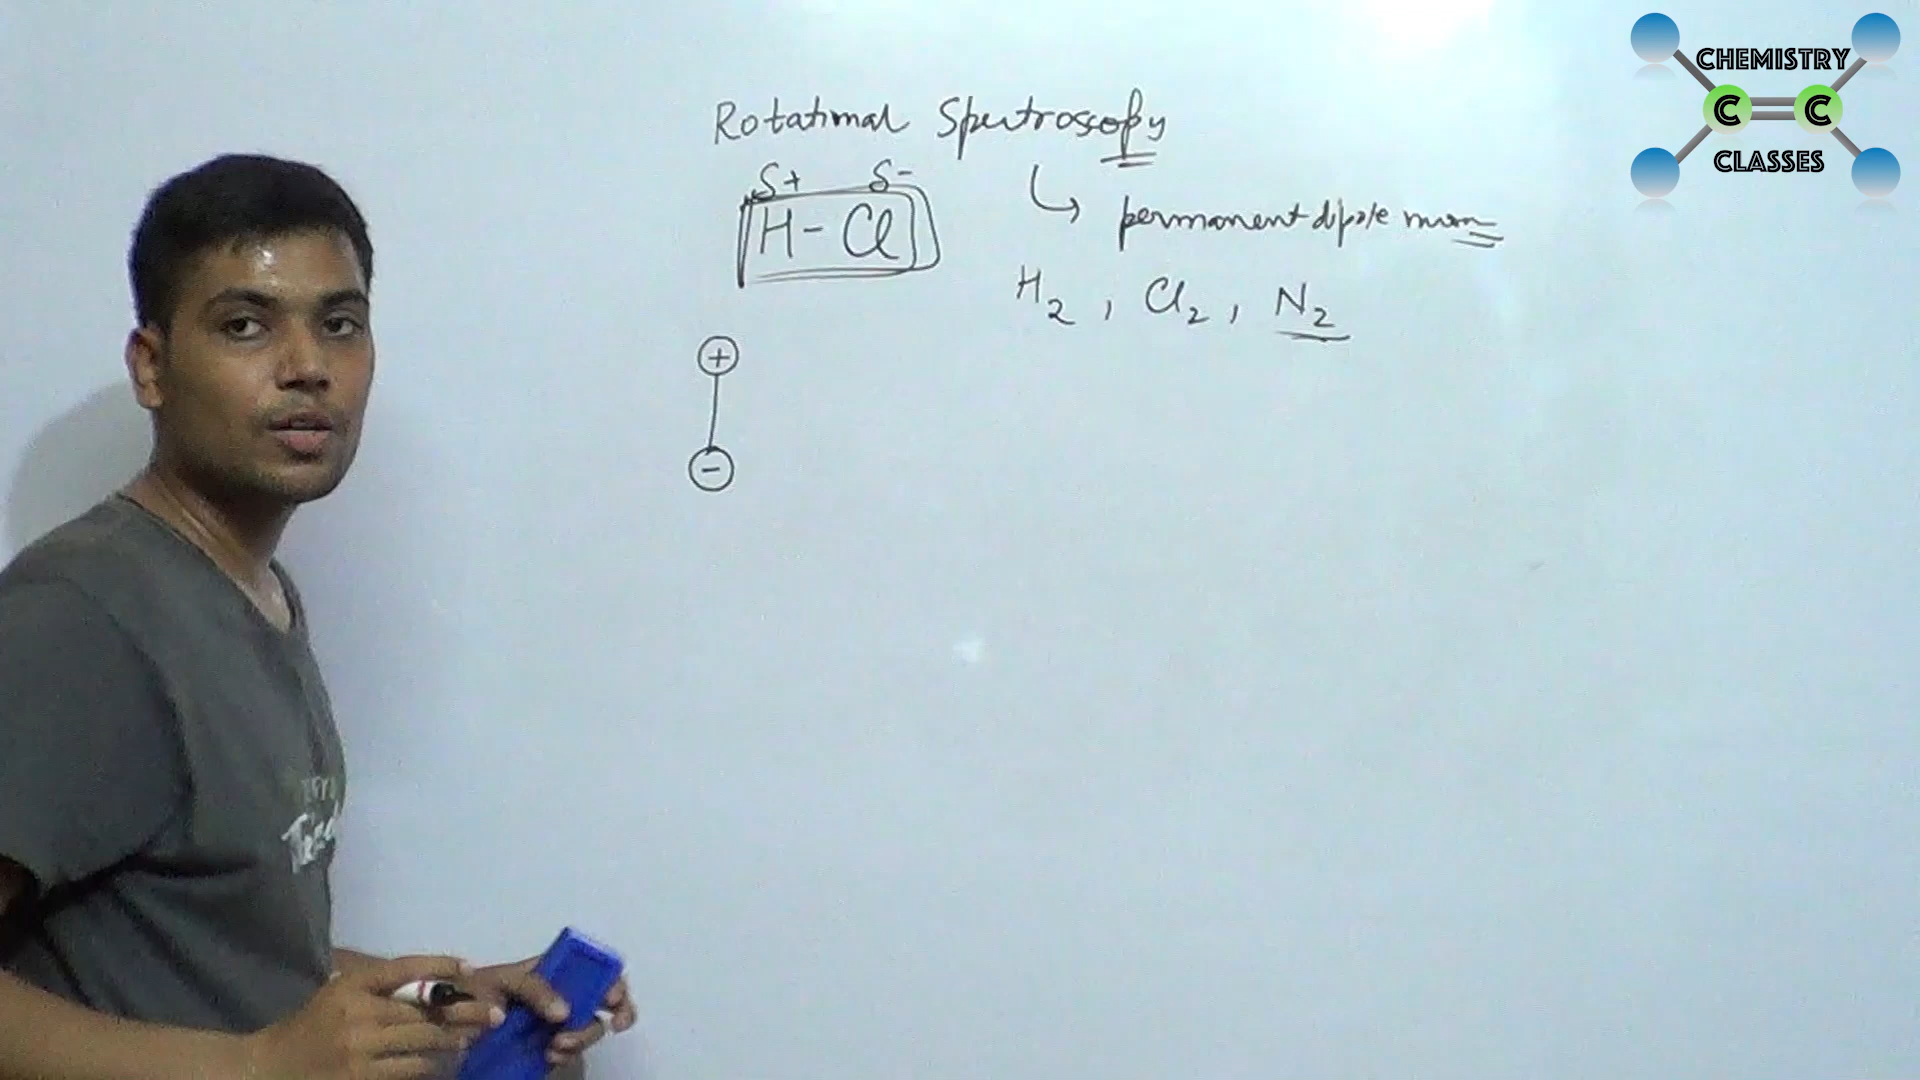 Rotational Spectroscopy
δ+ δ-
H - Cl
permanent dipole mom
H2, Cl2, N2
+
-
CHEMISTRY
C C
CLASSES